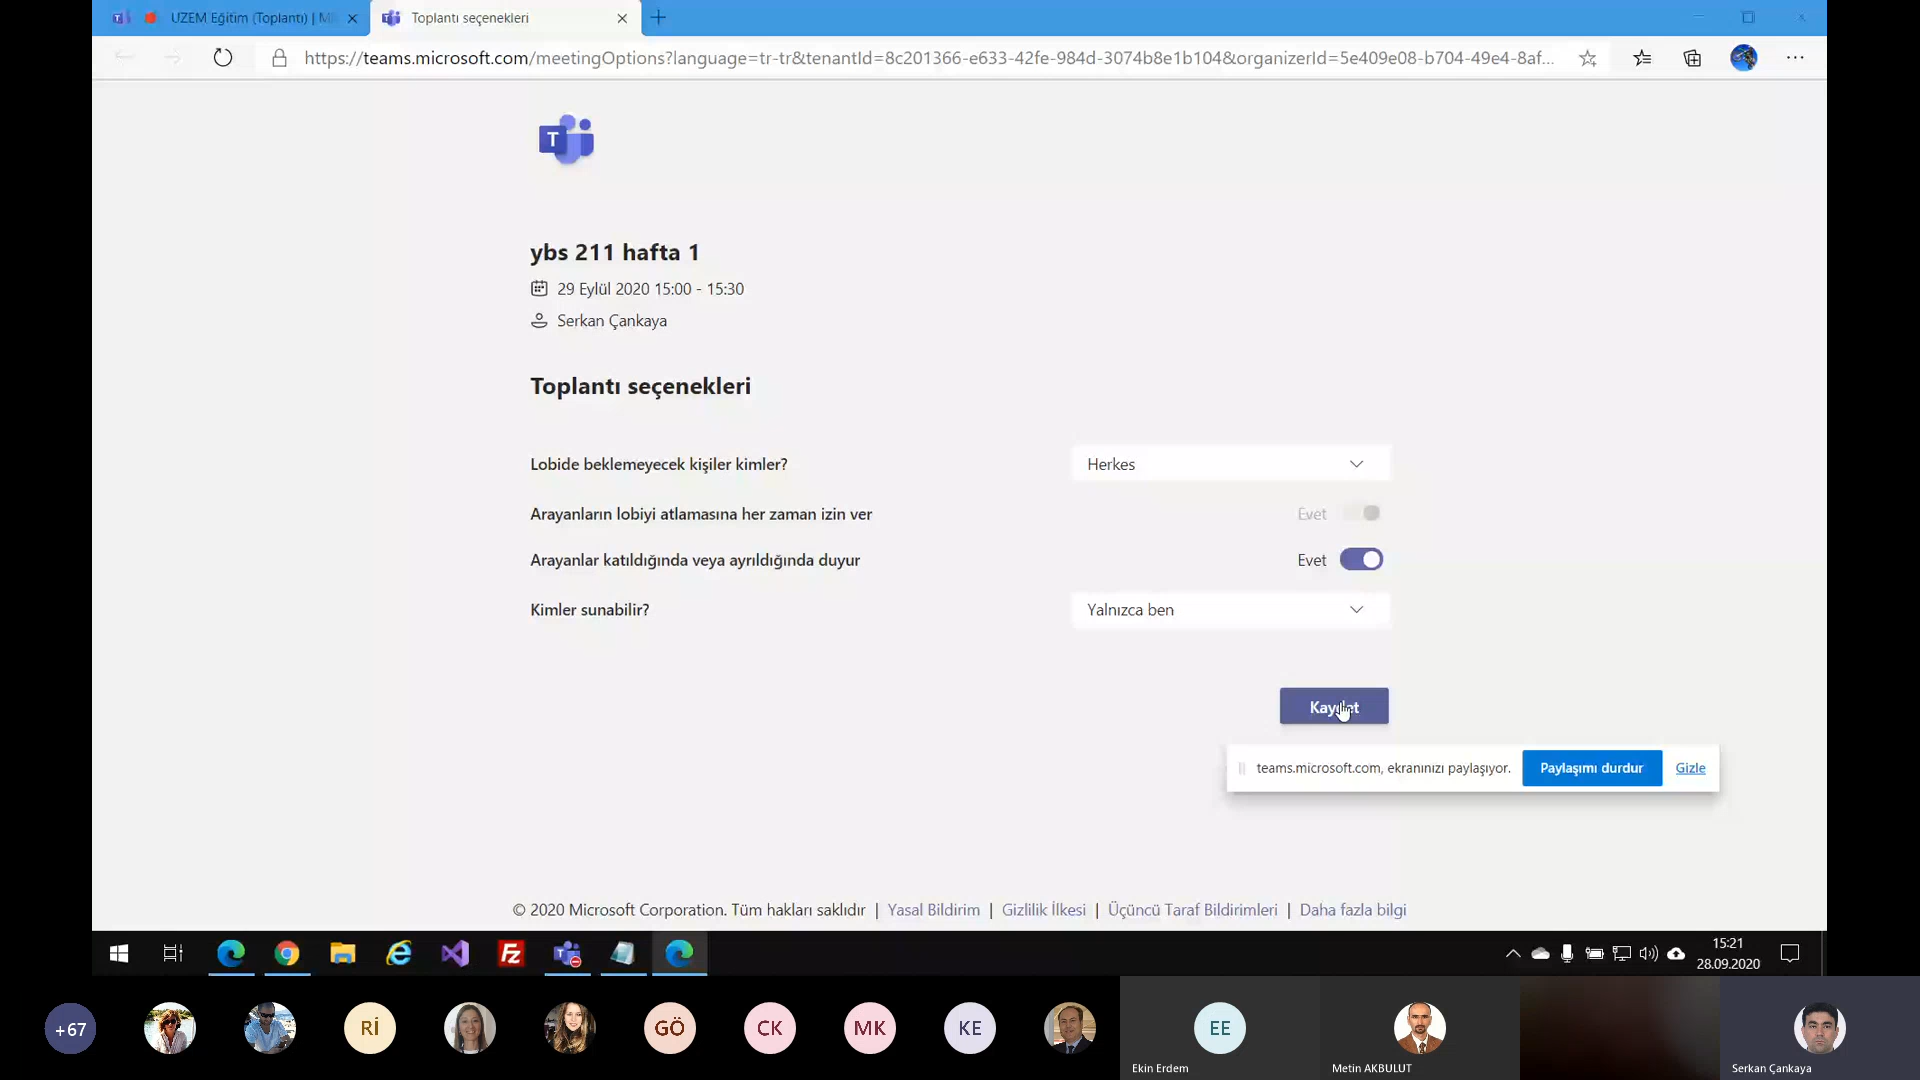 UZEM Eğitim (Toplantı) | Mi
Toplantı seçenekleri
https://teams.microsoft.com/meetingOptions?language=tr-tr&tenantId=8c201366-e633-42fe-984d-3074b8e1b104&organizerId=5e409e08-b704-49e4-8af...
T
ybs 211 hafta 1
29 Eylül 2020 15:00 - 15:30
Serkan Çankaya
Toplantı seçenekleri
Lobide beklemeyecek kişiler kimler?
Herkes
Arayanların lobiyi atlamasına her zaman izin ver
Evet
Arayanlar katıldığında veya ayrıldığında duyur
Evet
Kimler sunabilir?
Yalnızca ben
Kaydet
teams.microsoft.com, ekranınızı paylaşıyor.
Paylaşımı durdur
Gizle
© 2020 Microsoft Corporation. Tüm hakları saklıdır | Yasal Bildirim | Gizlilik İlkesi | Üçüncü Taraf Bildirimleri | Daha fazla bilgi
15:21
28.09.2020
+67
Rİ
GÖ
CK
MK
KE
EE
Ekin Erdem
Metin AKBULUT
Serkan Çankaya